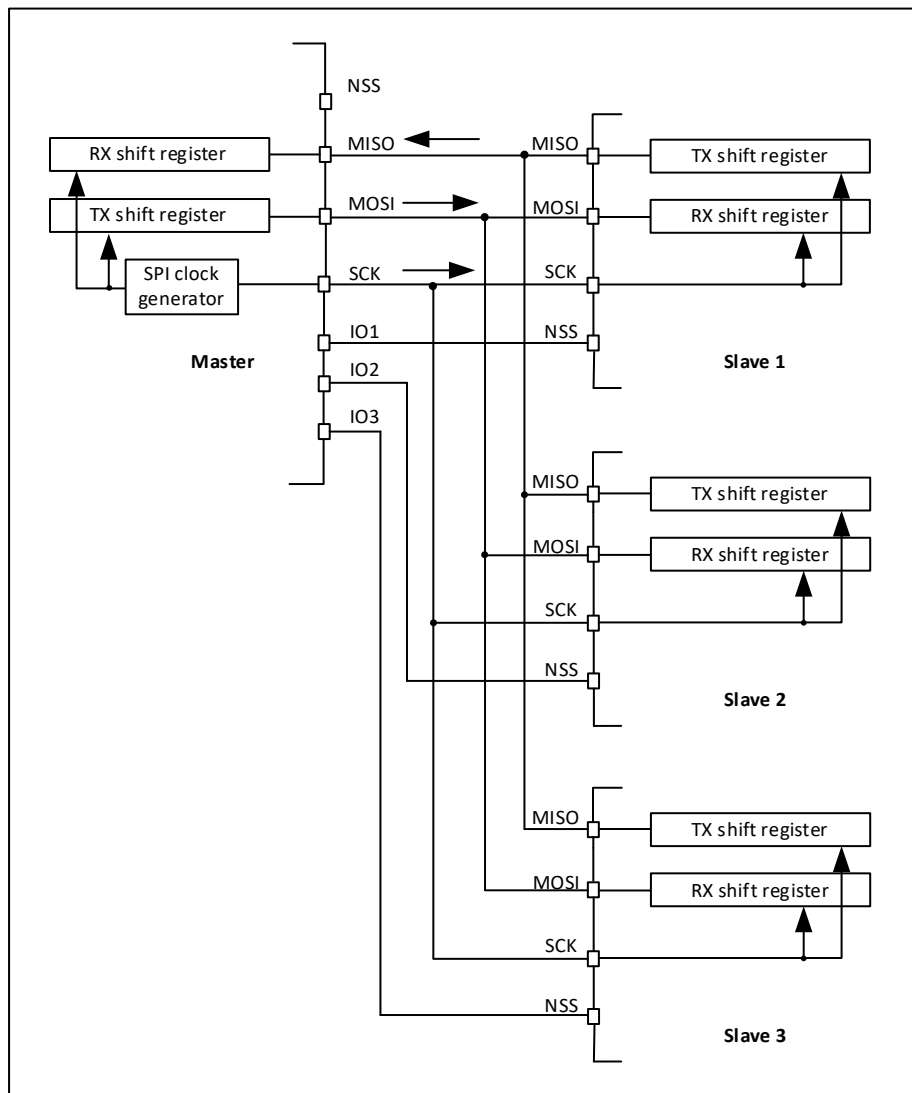 NSS
MISO
MISO
RX shift register
TX shift register
MOSI
MOSI
TX shift register
RX shift register
SCK
SCK
SPI clock
generator
IO1
NSS
Master
Slave 1
IO2
IO3
MISO
TX shift register
MOSI
RX shift register
SCK
NSS
Slave 2
MISO
TX shift register
MOSI
RX shift register
SCK
NSS
Slave 3